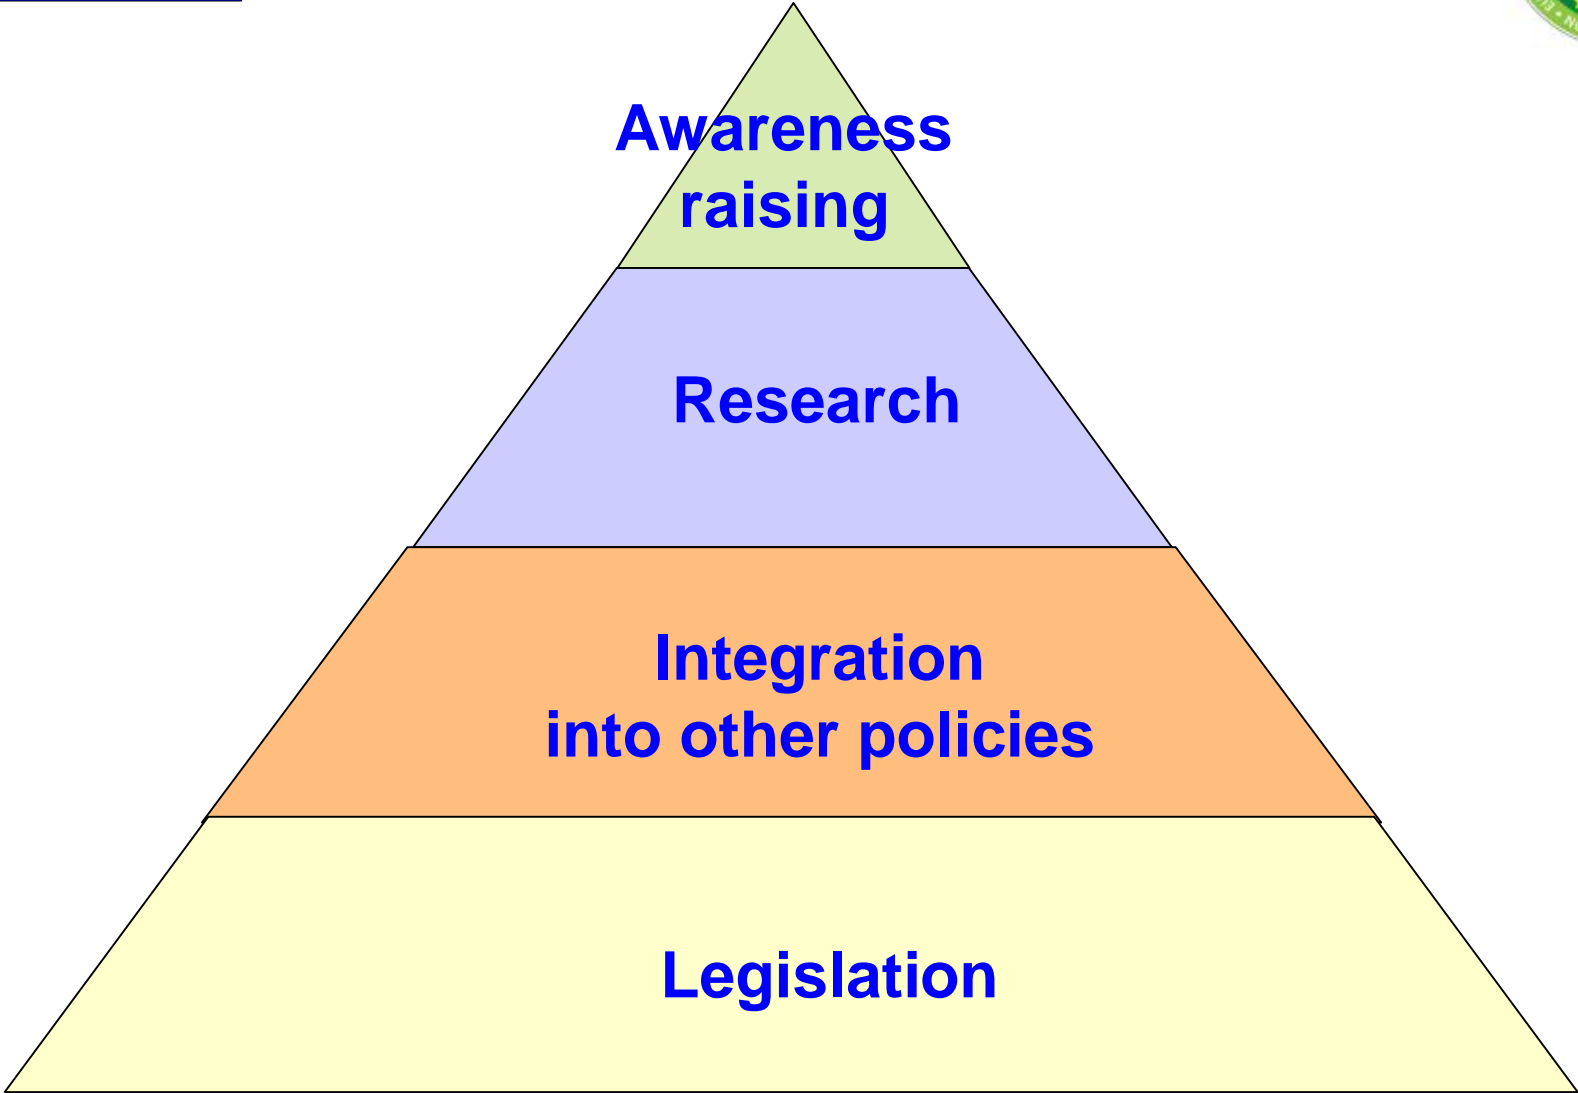 Awareness
raising
Research
Integration
into other policies
Legislation